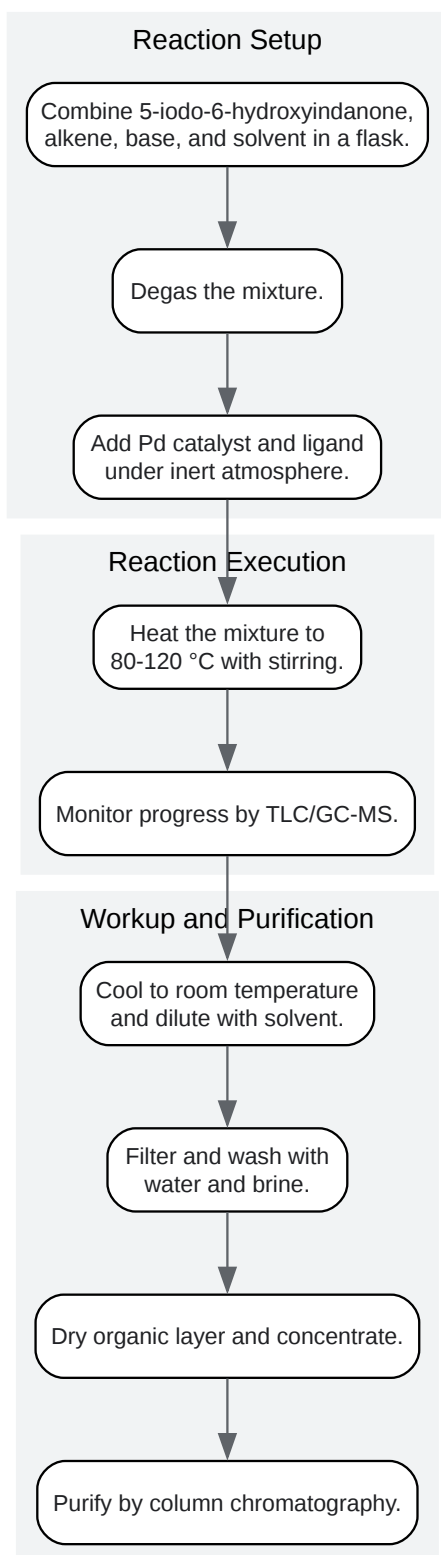 Reaction Setup
Combine 5-iodo-6-hydroxyindanone,
alkene, base, and solvent in a flask.
Degas the mixture.
Add Pd catalyst and ligand
under inert atmosphere.
Reaction Execution
Heat the mixture to
80-120 °C with stirring.
Monitor progress by TLC/GC-MS.
Workup and Purification
Cool to room temperature
and dilute with solvent.
Filter and wash with
water and brine.
Dry organic layer and concentrate.
Purify by column chromatography.